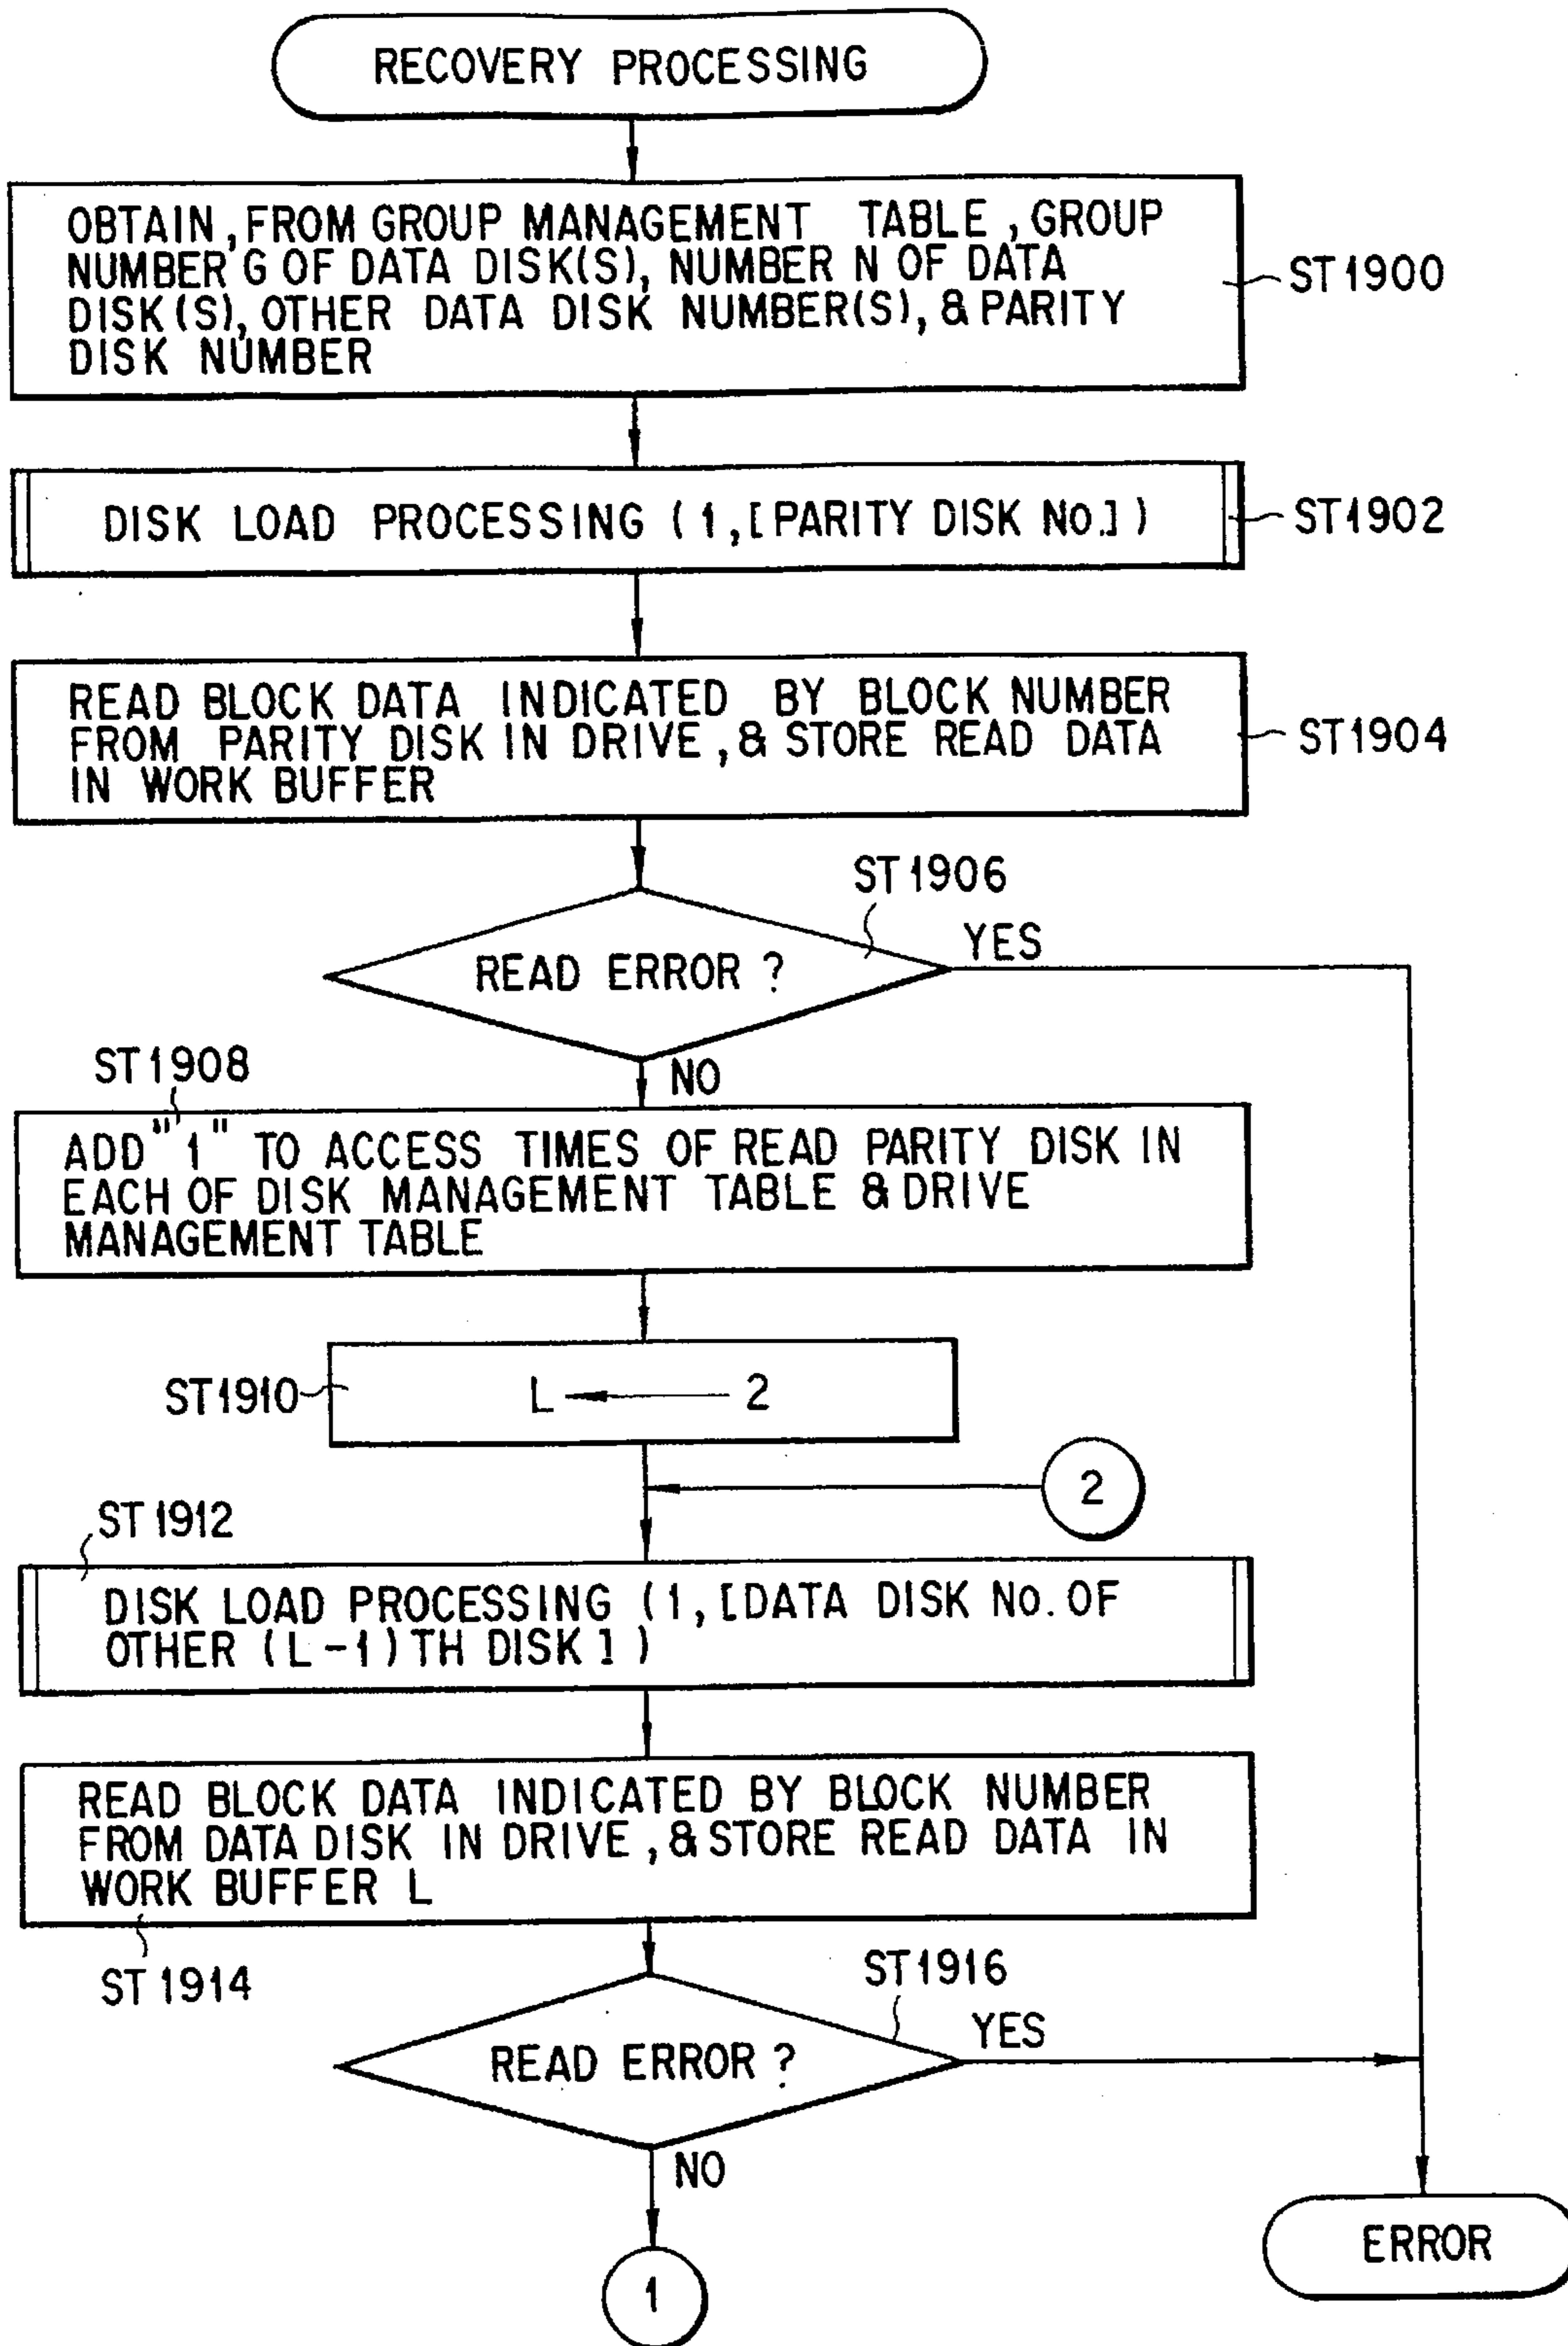 RECOVERY PROCESSING
OBTAIN, FROM GROUP MANAGEMENT TABLE, GROUP
NUMBER G OF DATA DISK(S), NUMBER N OF DATA
DISK(S), OTHER DATA DISK NUMBER(S), & PARITY
DISK NUMBER
ST1900
DISK LOAD PROCESSING (1,[PARITY DISK No.])
ST1902
READ BLOCK DATA INDICATED BY BLOCK NUMBER
FROM PARITY DISK IN DRIVE, & STORE READ DATA
IN WORK BUFFER
ST1904
ST1906
READ ERROR ?
YES
NO
ST1908
ADD "1" TO ACCESS TIMES OF READ PARITY DISK IN
EACH OF DISK MANAGEMENT TABLE & DRIVE
MANAGEMENT TABLE
ST1910
L ← 2
2
ST1912
DISK LOAD PROCESSING (1,[DATA DISK No. OF
OTHER (L-1)TH DISK])
READ BLOCK DATA INDICATED BY BLOCK NUMBER
FROM DATA DISK IN DRIVE, & STORE READ DATA IN
WORK BUFFER L
ST1914
ST1916
READ ERROR ?
YES
NO
1
ERROR